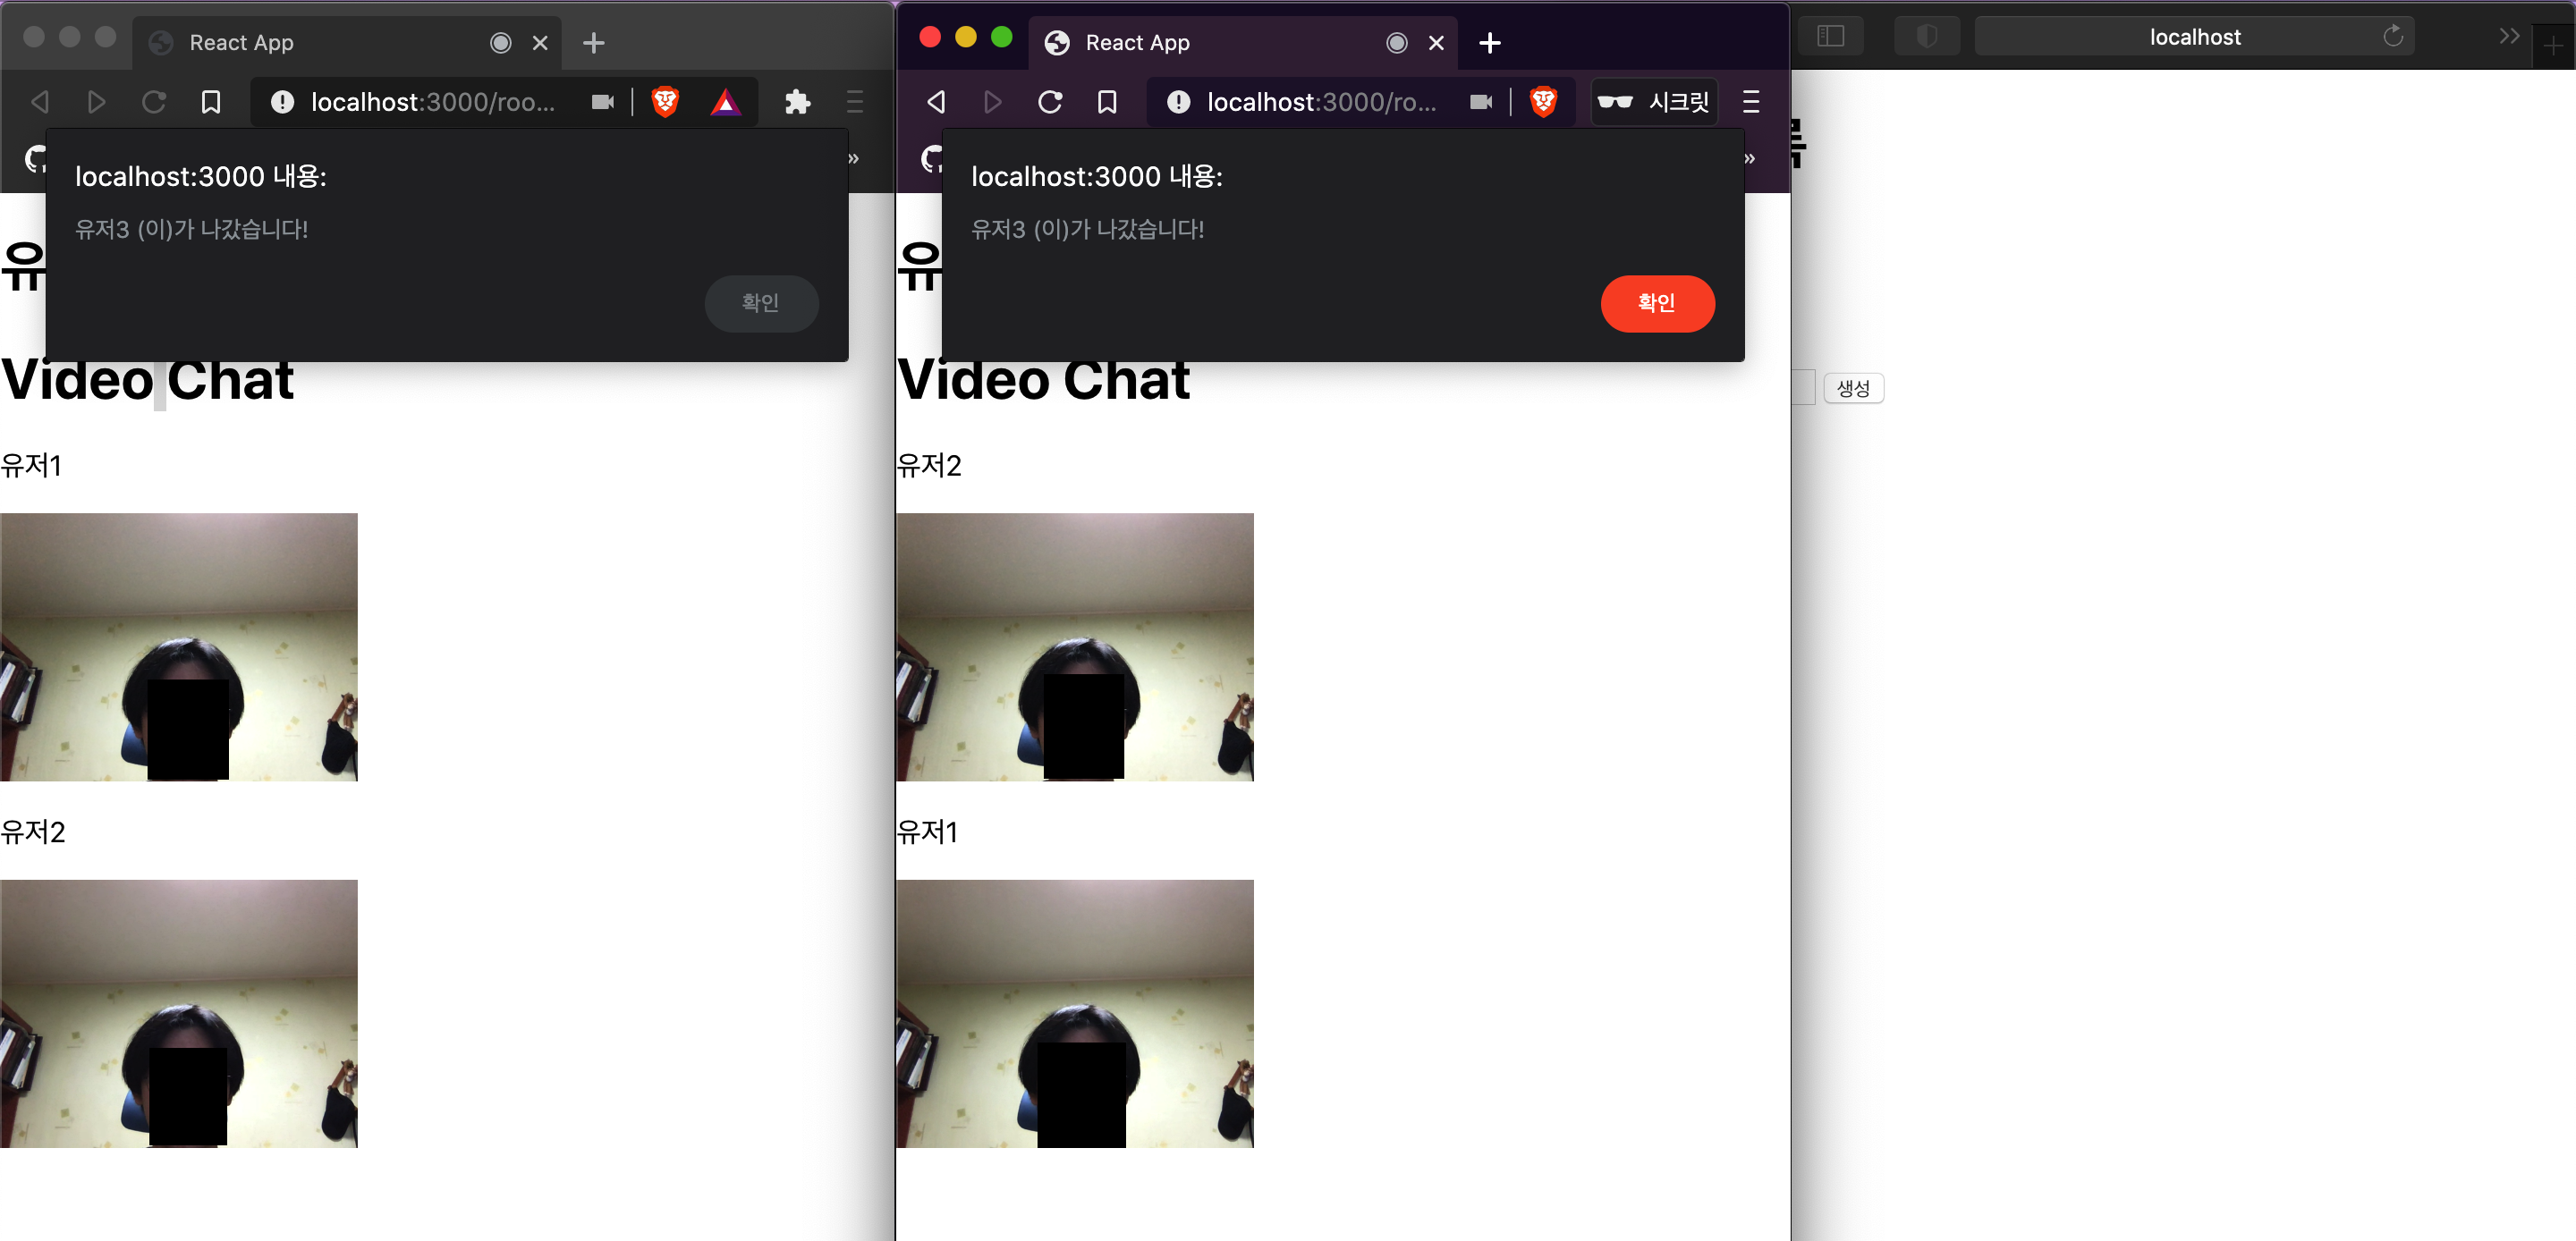 React App
localhost:3000/roo...
localhost:3000 내용:
유저3 (이)가 나갔습니다!
확인
유
Video Chat
유저1
유저2
React App
localhost:3000/ro...
시크릿
localhost:3000 내용:
유저3 (이)가 나갔습니다!
확인
유
Video Chat
유저2
유저1
localhost
생성